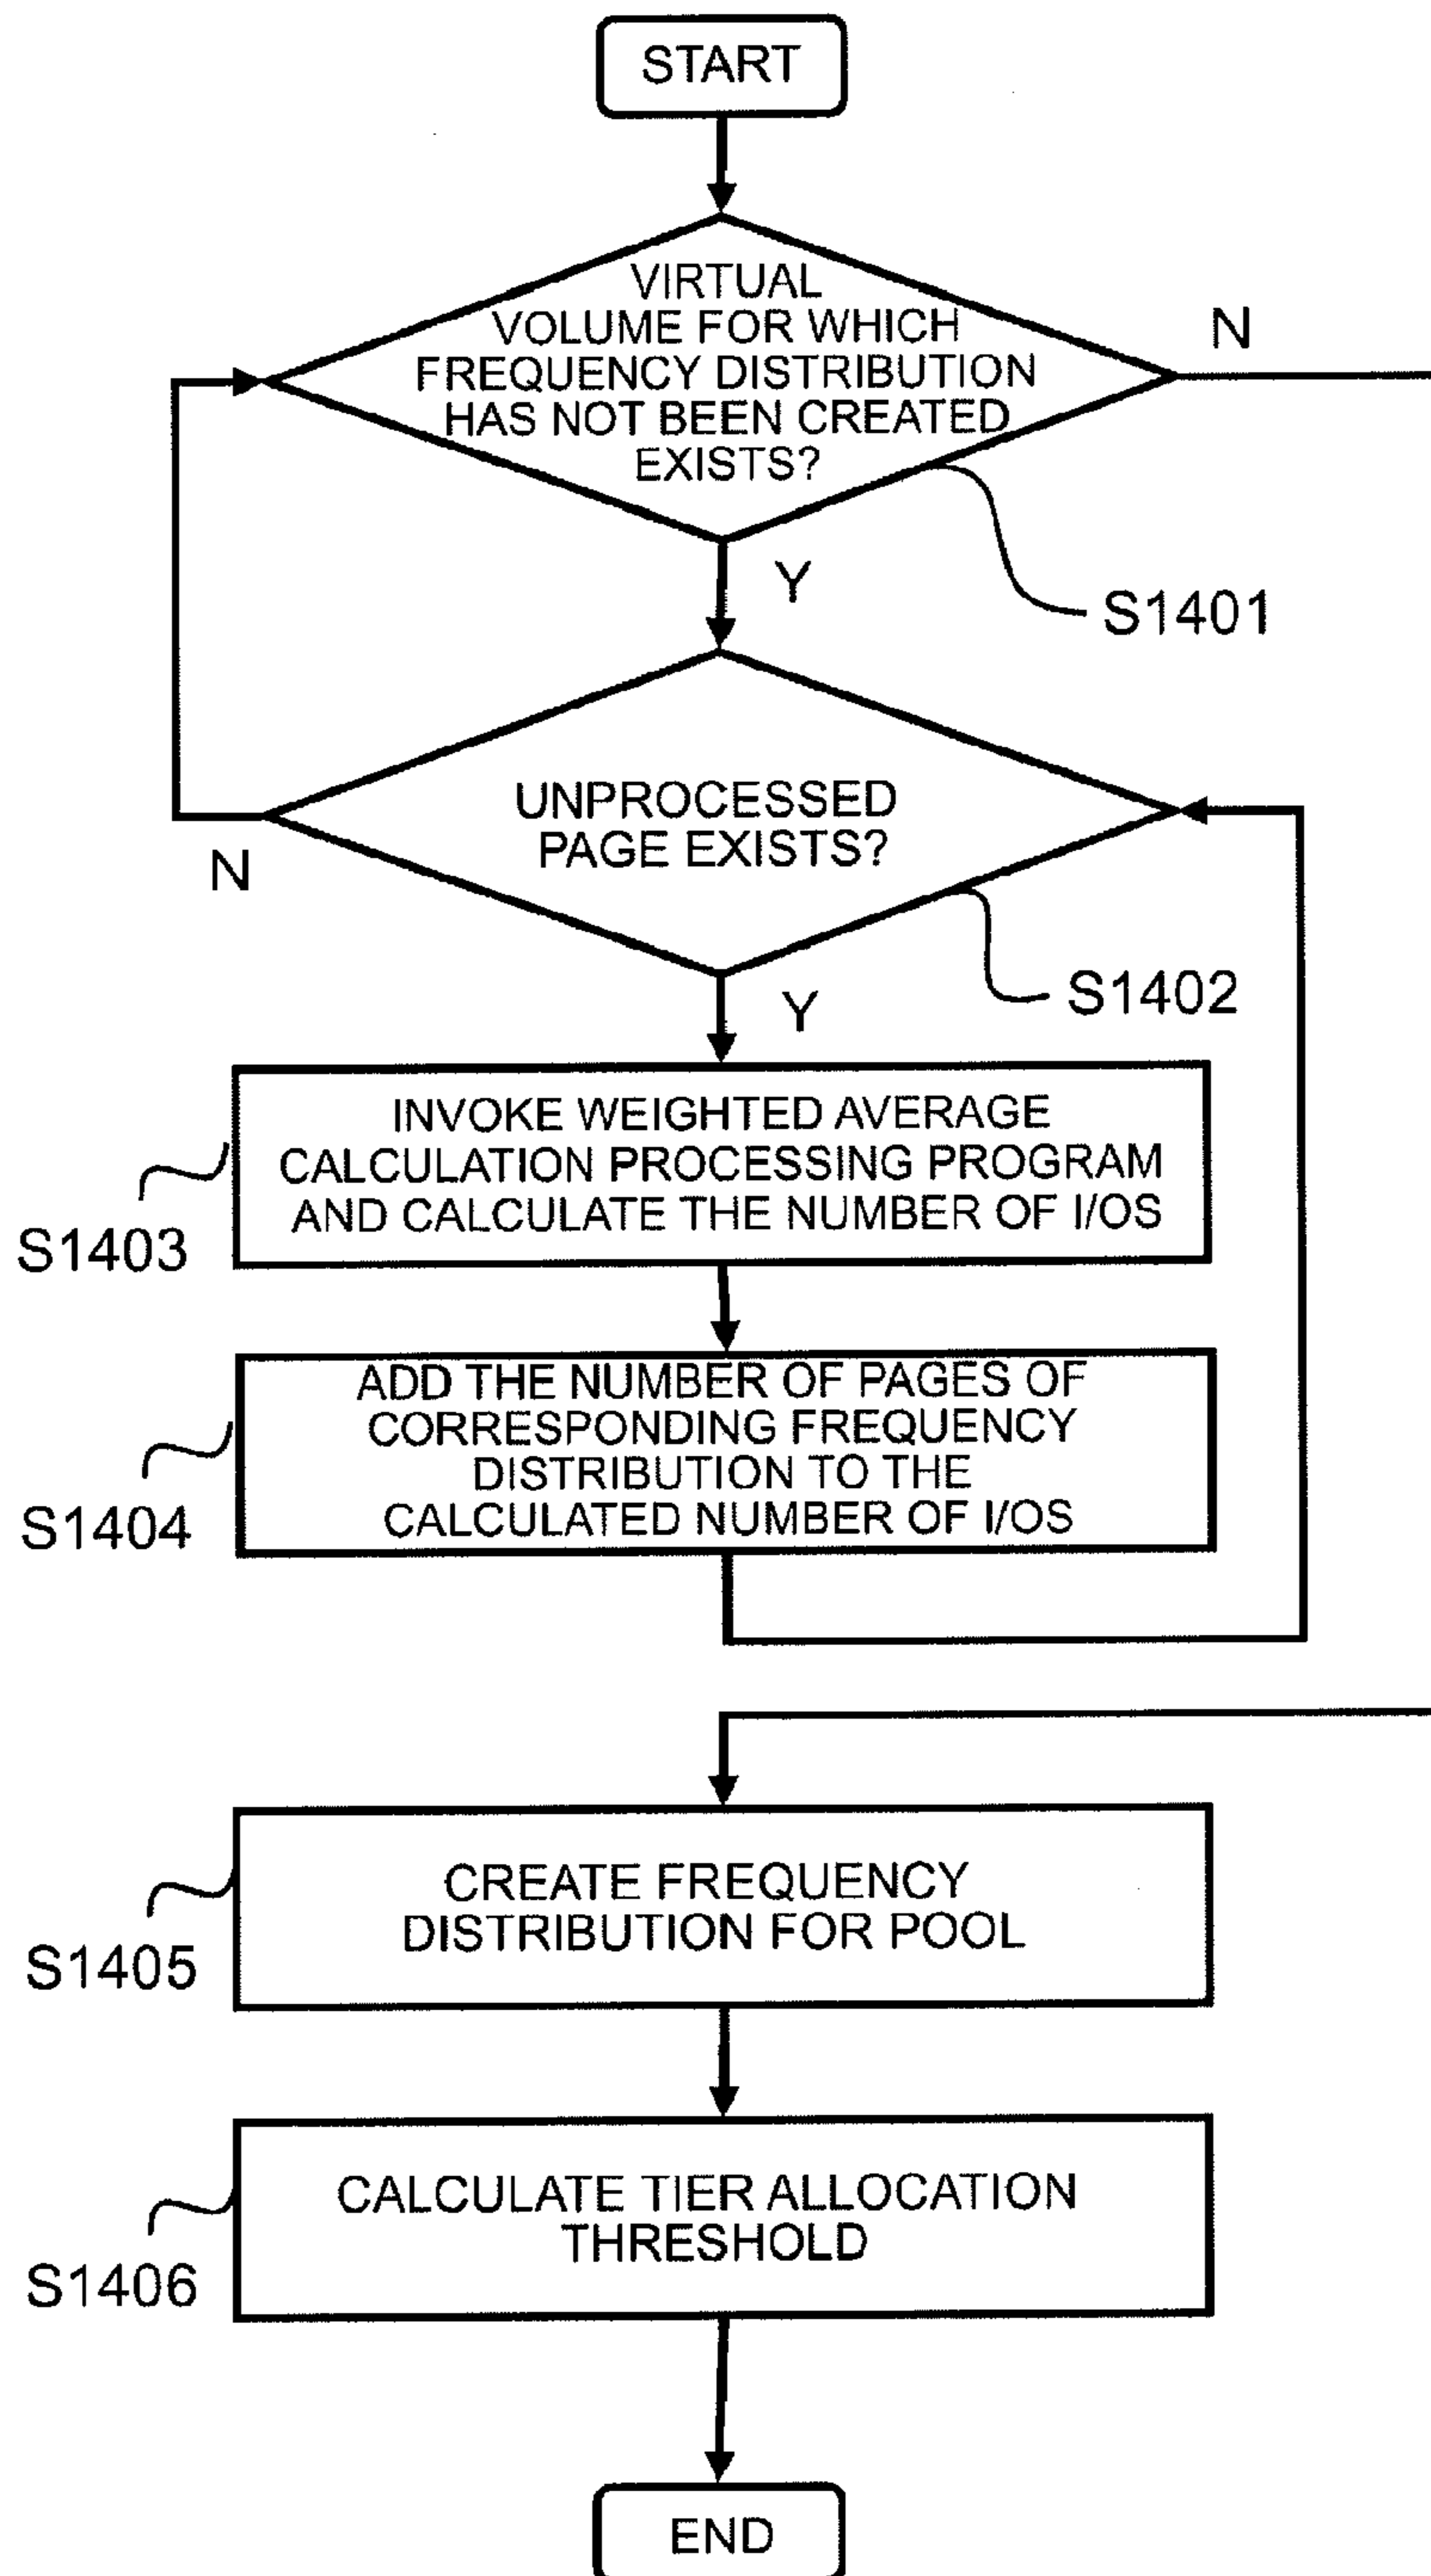 START
VIRTUAL
VOLUME FOR WHICH
FREQUENCY DISTRIBUTION
HAS NOT BEEN CREATED
EXISTS?
N
Y
S1401
UNPROCESSED
PAGE EXISTS?
N
Y
S1402
INVOKE WEIGHTED AVERAGE
CALCULATION PROCESSING PROGRAM
AND CALCULATE THE NUMBER OF I/OS
S1403
ADD THE NUMBER OF PAGES OF
CORRESPONDING FREQUENCY
DISTRIBUTION TO THE
CALCULATED NUMBER OF I/OS
S1404
CREATE FREQUENCY
DISTRIBUTION FOR POOL
S1405
CALCULATE TIER ALLOCATION
THRESHOLD
S1406
END